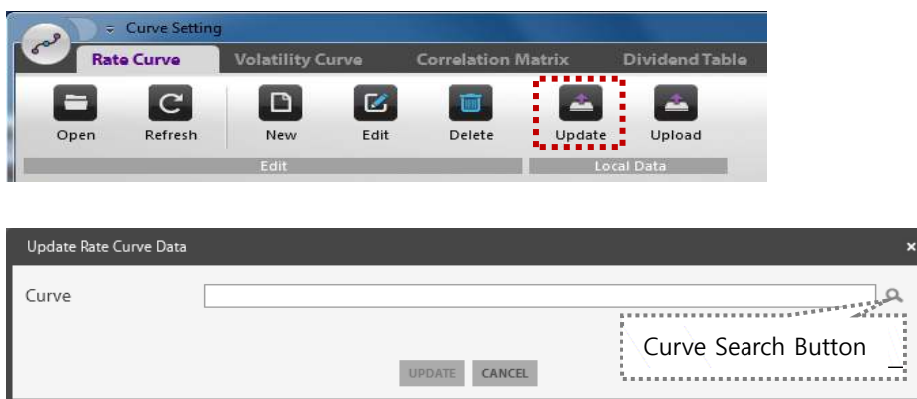 Curve Setting
Rate Curve Volatility Curve Correlation Matrix Dividend Table
Open Refresh New Edit Delete Update Upload
Edit Local Data
Update Rate Curve Data ×
Curve
Curve Search Button
UPDATE CANCEL